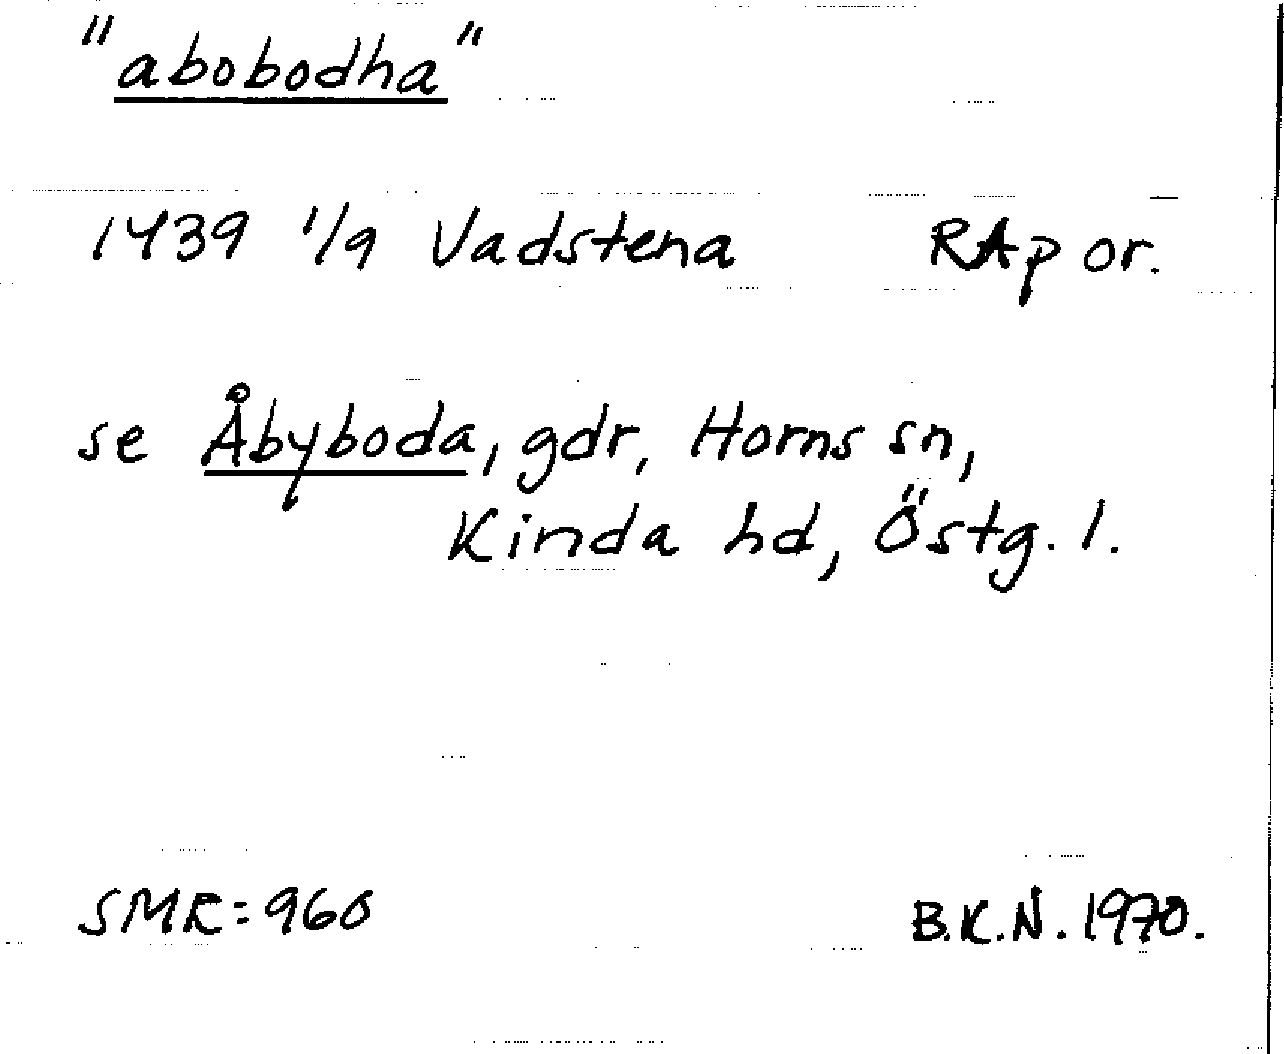 "abobodha"
1439 1/9 Vadstena RAp or.
se Åbyboda, gdr, Horns sn,
Kinda hd, Östg. l.
SMR: 960
B.K.N. 1970.